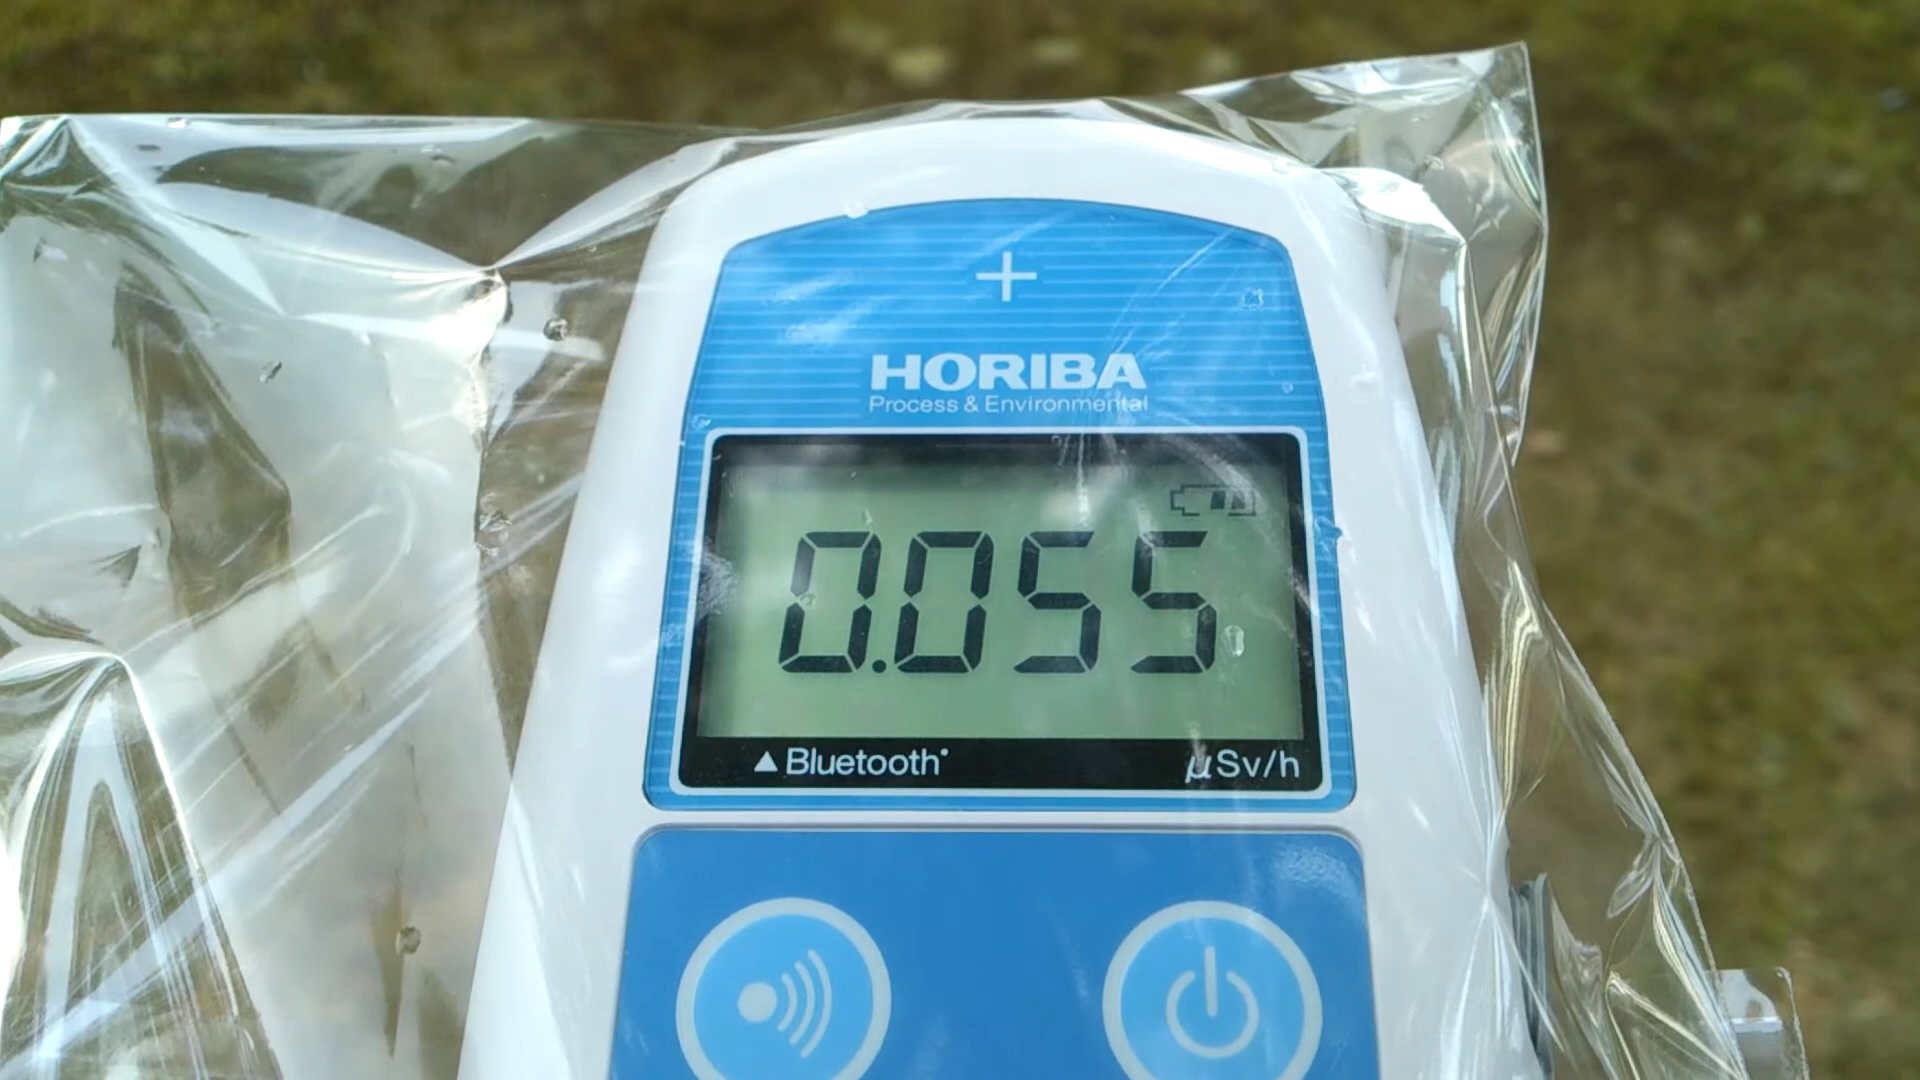 HORIBA
Process & Environmental
0.055
▲Bluetooth®
μSv/h